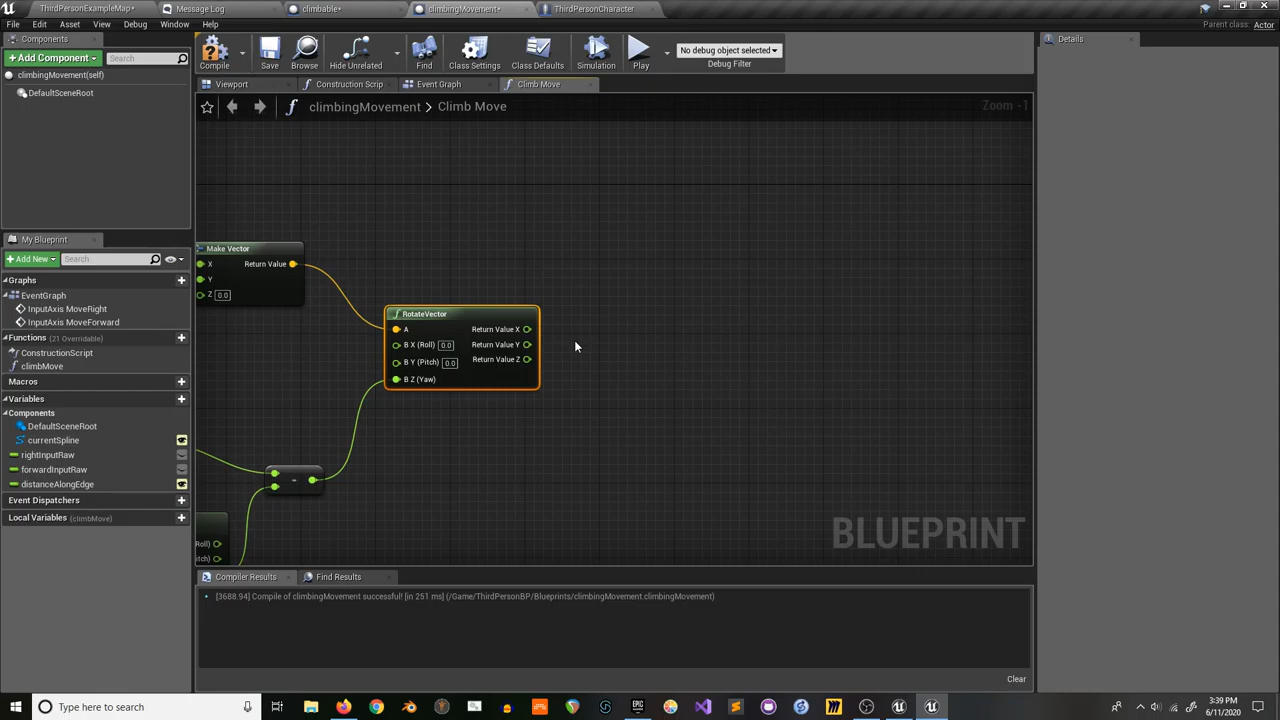 ThirdPersonExampleMap*
Message Log
climbable*
climbingMovement*
ThirdPersonCharacter
File
Edit
Asset
View
Debug
Window
Help
Parent class: Actor
Components
+ Add Component
Search
climbingMovement(self)
DefaultSceneRoot
Compile
Save
Browse
Hide Unrelated
Find
Class Settings
Class Defaults
Simulation
Play
No debug object selected
Debug Filter
Details
Viewport
Construction Scrip
Event Graph
Climb Move
climbingMovement > Climb Move
Zoom -1
Make Vector
X
Return Value
Y
Z 0.0
RotateVector
A
Return Value X
B X (Roll) 0.0
Return Value Y
B Y (Pitch) 0.0
Return Value Z
B Z (Yaw)
-
Roll)
itch)
BLUEPRINT
My Blueprint
+ Add New
Search
Graphs
EventGraph
InputAxis MoveRight
InputAxis MoveForward
Functions (21 Overridable)
ConstructionScript
climbMove
Macros
Variables
Components
DefaultSceneRoot
currentSpline
rightInputRaw
forwardInputRaw
distanceAlongEdge
Event Dispatchers
Local Variables (climbMove)
Compiler Results
Find Results
[3688.94] Compile of climbingMovement successful! [in 251 ms] (/Game/ThirdPersonBP/Blueprints/climbingMovement.climbingMovement)
Clear
Type here to search
3:39 PM
6/11/2020